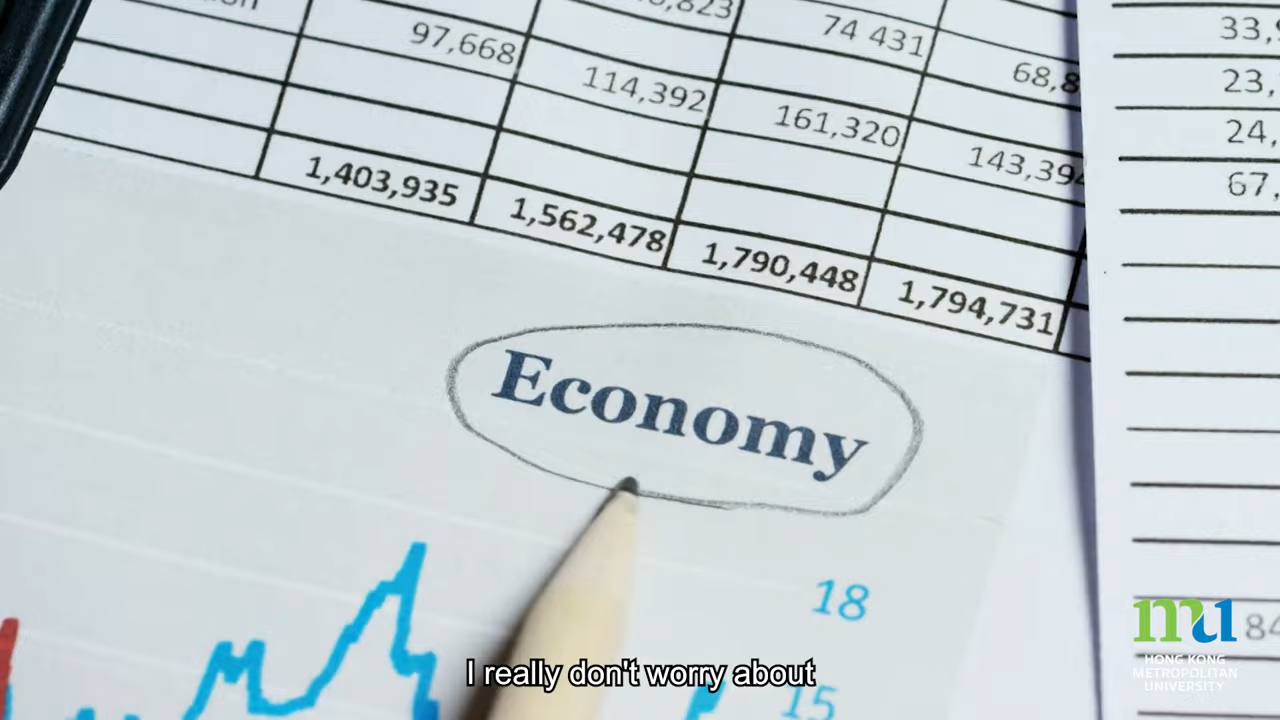 74 431
97,668
114,392
161,320
1,403,935
1,562,478
1,790,448
1,794,731
Economy
18
15
I really don't worry about
mu
HONG KONG
METROPOLITAN
UNIVERSITY